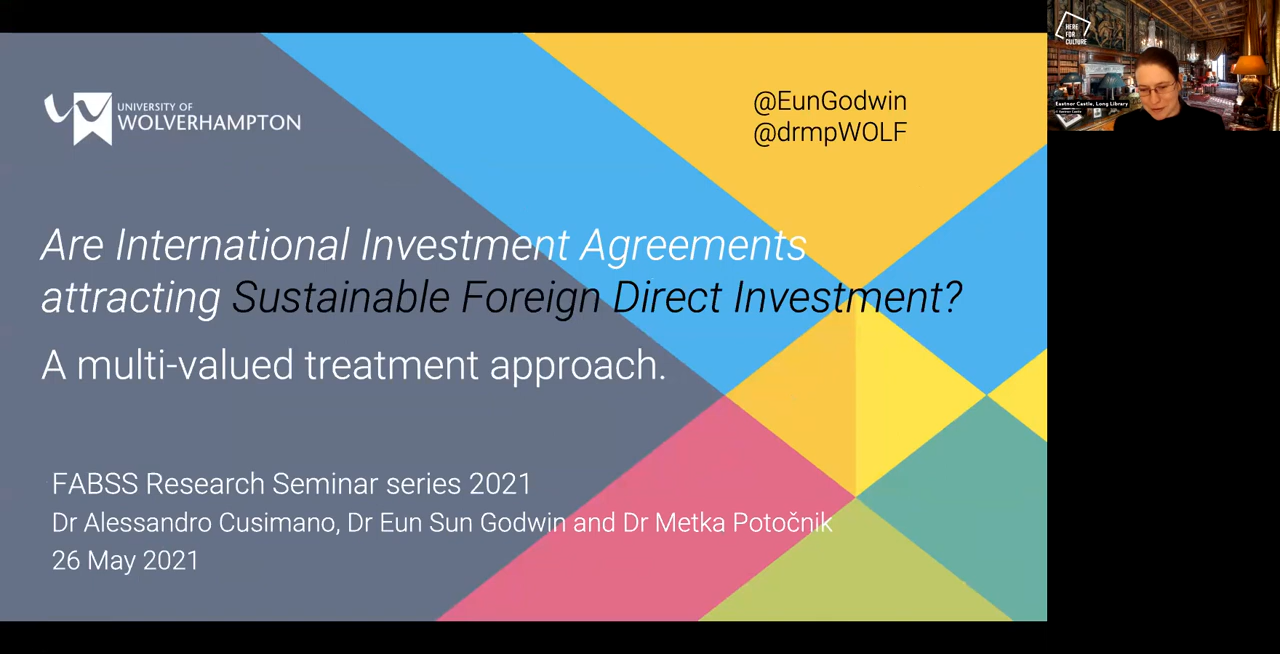 UNIVERSITY OF
WOLVERHAMPTON
@EunGodwin
@drmpWOLF
Are International Investment Agreements
attracting Sustainable Foreign Direct Investment?
A multi-valued treatment approach.
FABSS Research Seminar series 2021
Dr Alessandro Cusimano, Dr Eun Sun Godwin and Dr Metka Potočnik
26 May 2021
HERE
FOR
CULTURE
Eastnor Castle, Long Library